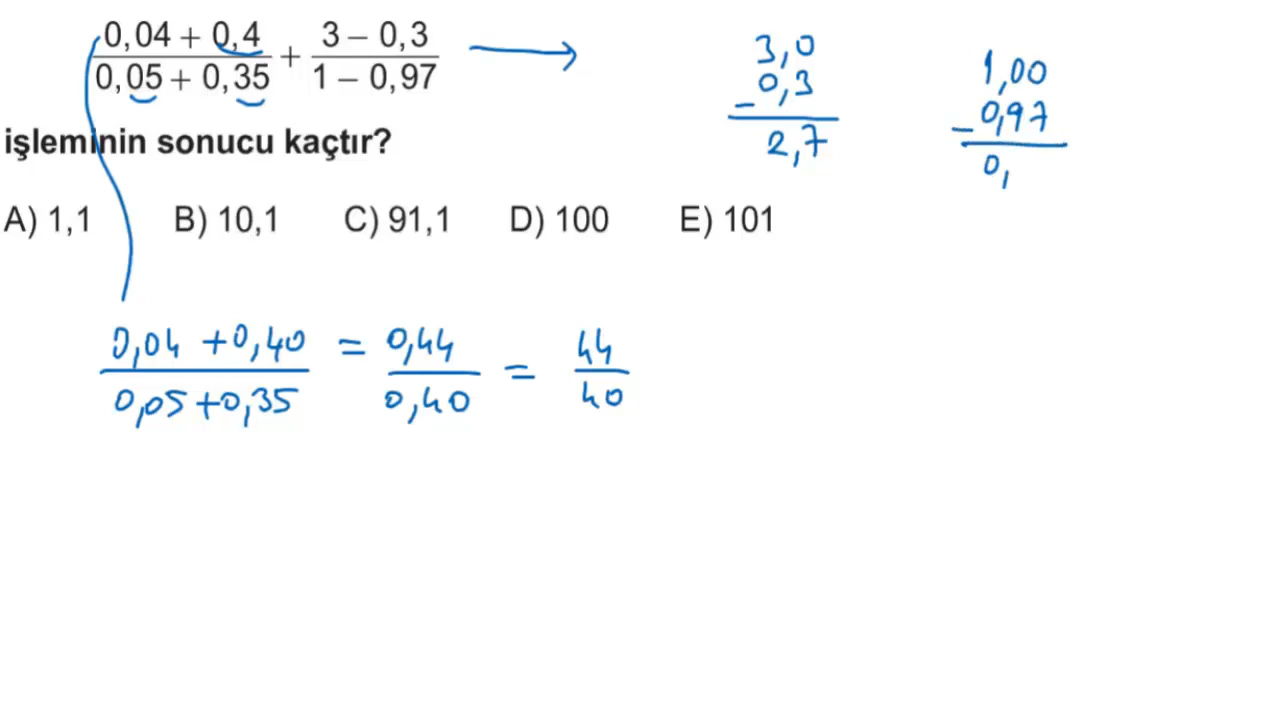 0,04 + 0,4 / 0,05 + 0,35 + 3 − 0,3 / 1 − 0,97
işleminin sonucu kaçtır?
A) 1,1 B) 10,1 C) 91,1 D) 100 E) 101
3,0
0,3
−
2,7
1,00
0,97
−
0,
0,04 + 0,40 / 0,05 + 0,35 = 0,44 / 0,40 = 44 / 40